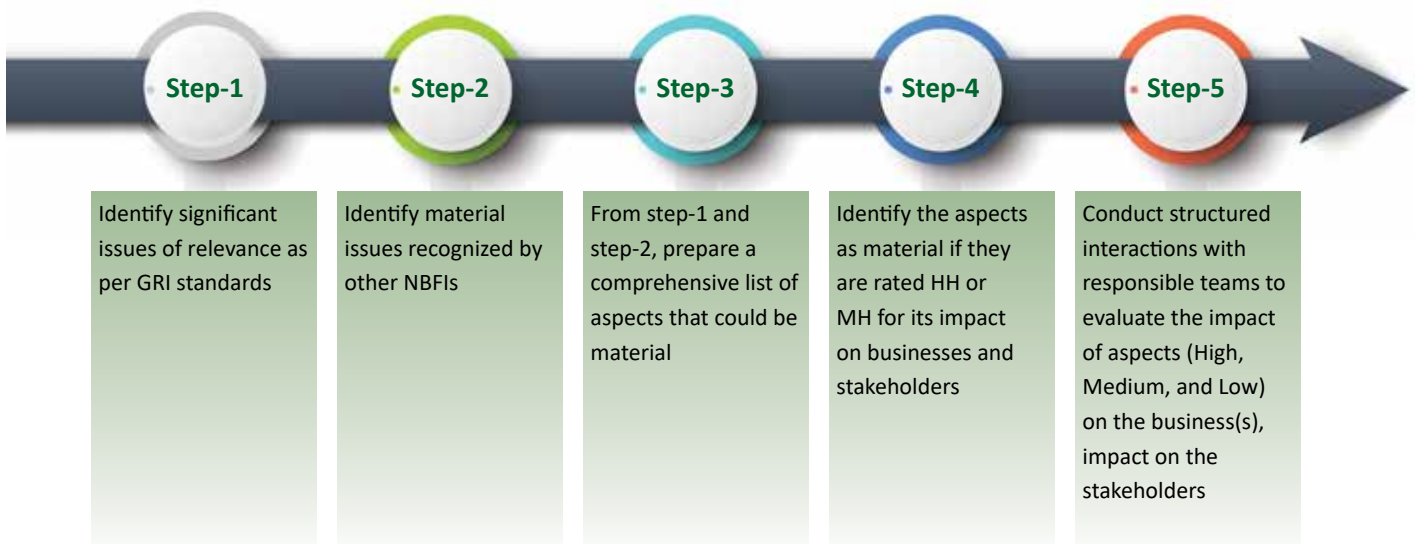 Step-1
Step-2
Step-3
Step-4
Step-5
Identify significant
issues of relevance as
per GRI standards
Identify material
issues recognized by
other NBFIs
From step-1 and
step-2, prepare a
comprehensive list of
aspects that could be
material
Identify the aspects
as material if they
are rated HH or
MH for its impact
on businesses and
stakeholders
Conduct structured
interactions with
responsible teams to
evaluate the impact
of aspects (High,
Medium, and Low)
on the business(s),
impact on the
stakeholders